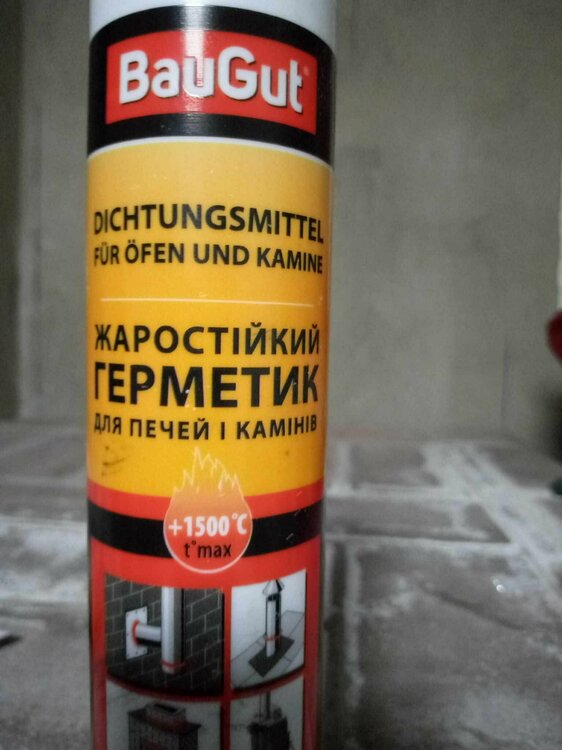 BauGut
DICHTUNGSMITTEL
FÜR ÖFEN UND KAMINE
ЖАРОСТІЙКИЙ
ГЕРМЕТИК
ДЛЯ ПЕЧЕЙ І КАМІНІВ
+1500°C
t°max